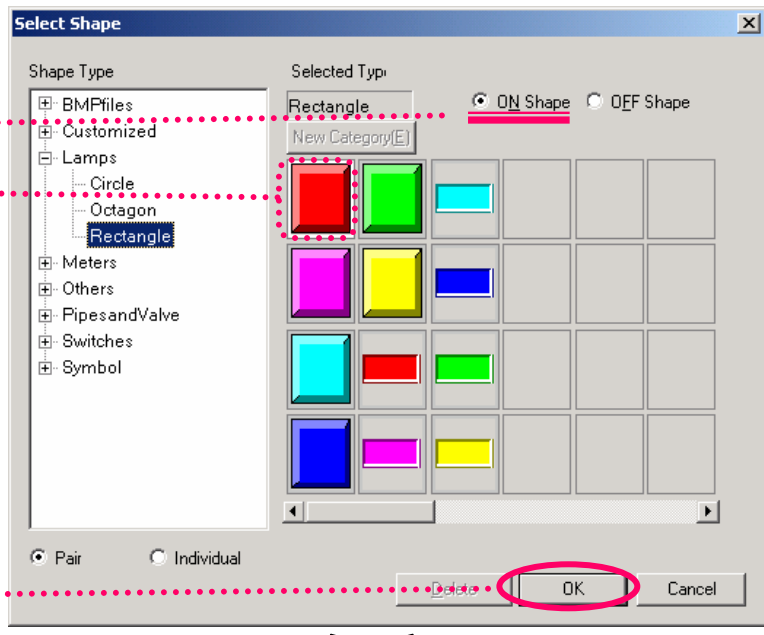 Select Shape
Shape Type
Selected Typ
BMPfiles
Customized
Lamps
Circle
Octagon
Rectangle
Meters
Others
PipesandValve
Switches
Symbol
Rectangle
ON Shape
OFF Shape
New Category(E)
Pair
Individual
Delete
OK
Cancel